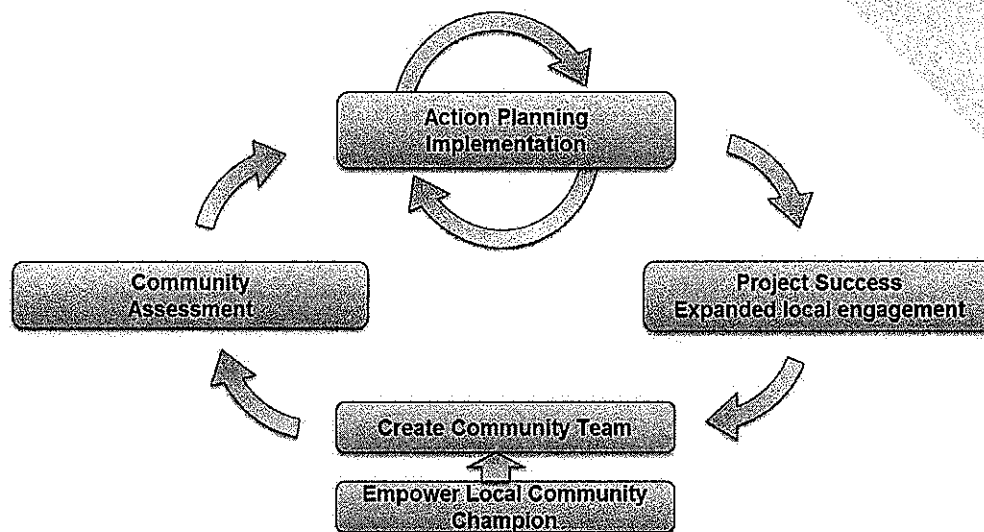 Action Planning
Implementation
Community
Assessment
Project Success
Expanded local engagement
Create Community Team
Empower Local Community
Champion